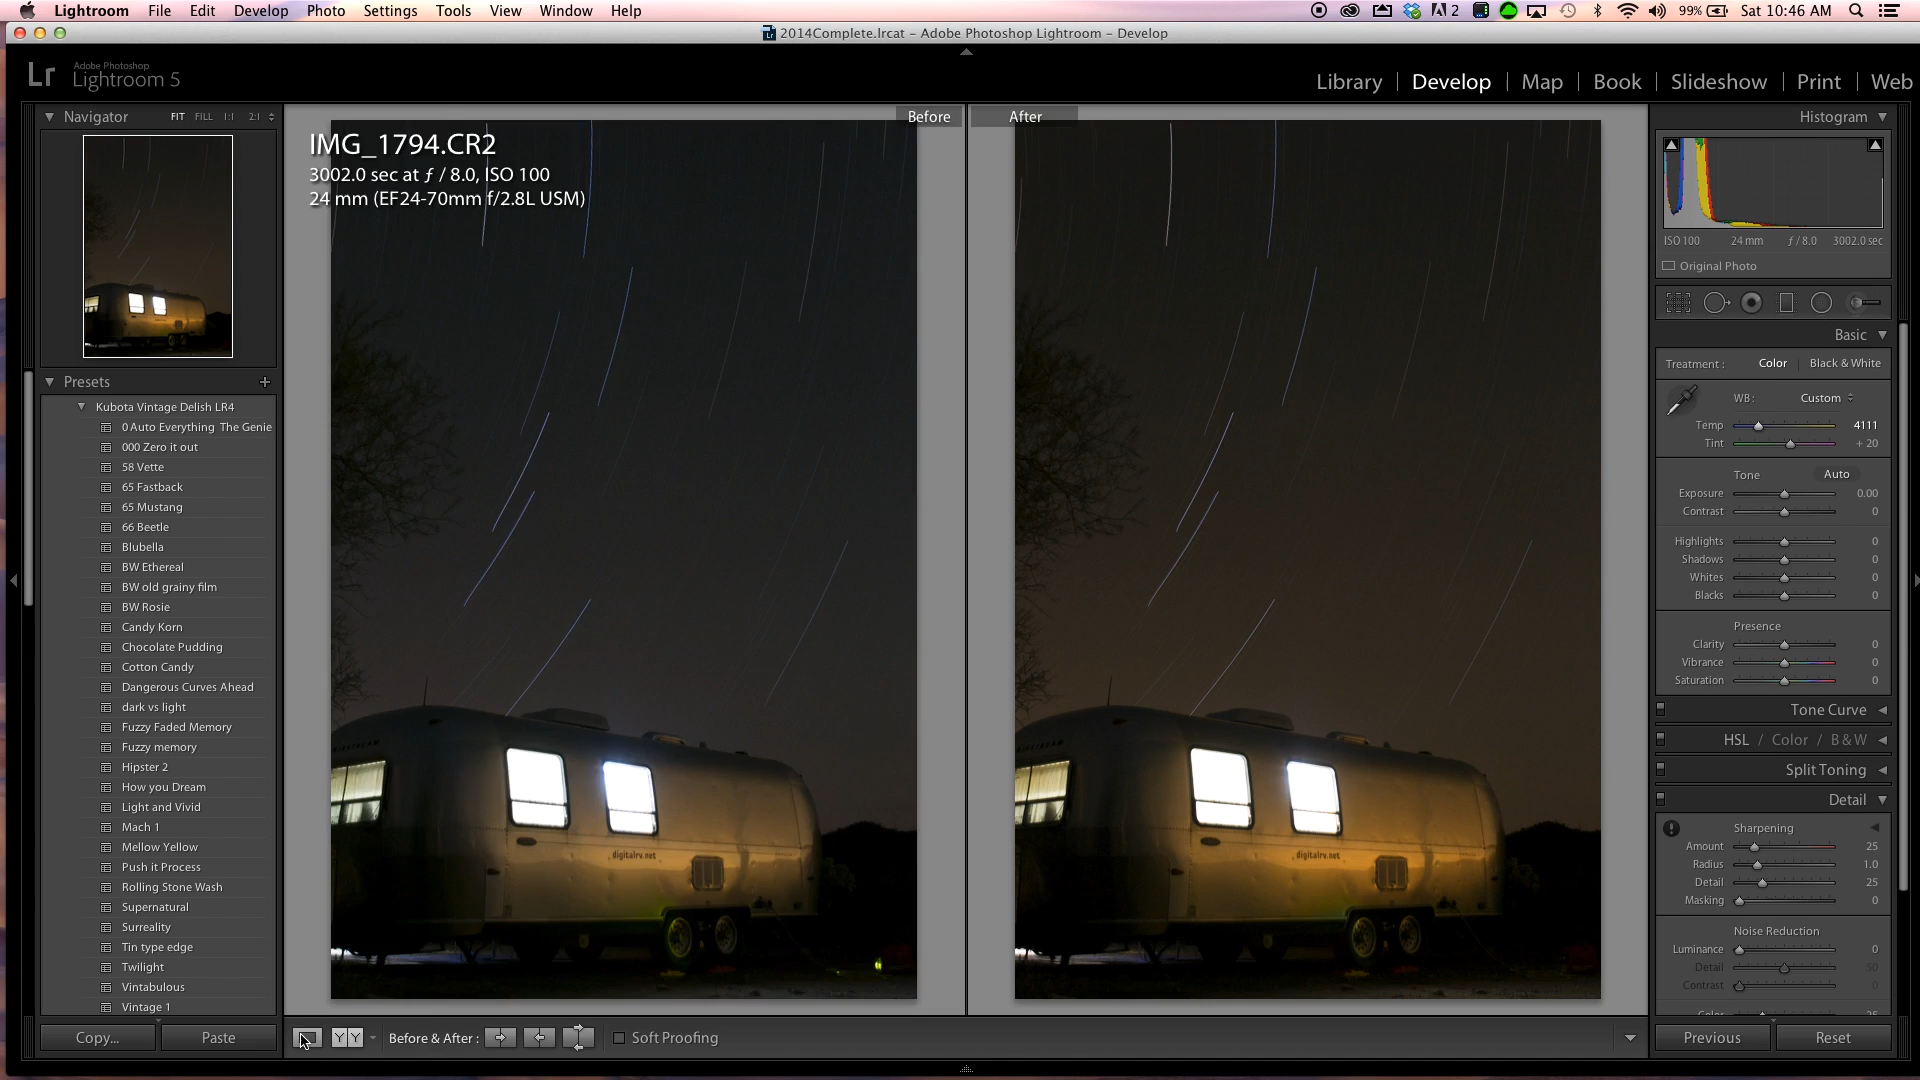 Lightroom File Edit Develop Photo Settings Tools View Window Help 2 99% Sat 10:46 AM
2014Complete.lrcat – Adobe Photoshop Lightroom – Develop
Lr Adobe Photoshop
Lightroom 5
Library | Develop | Map | Book | Slideshow | Print | Web
Navigator FIT FILL 1:1 2:1
Presets +
Kubota Vintage Delish LR4
0 Auto Everything The Genie
000 Zero it out
58 Vette
65 Fastback
65 Mustang
66 Beetle
Blubella
BW Ethereal
BW old grainy film
BW Rosie
Candy Korn
Chocolate Pudding
Cotton Candy
Dangerous Curves Ahead
dark vs light
Fuzzy Faded Memory
Fuzzy memory
Hipster 2
How you Dream
Light and Vivid
Mach 1
Mellow Yellow
Push it Process
Rolling Stone Wash
Supernatural
Surreality
Tin type edge
Twilight
Vintabulous
Vintage 1
Copy... Paste
Before After
IMG_1794.CR2
3002.0 sec at ƒ / 8.0, ISO 100
24 mm (EF24-70mm f/2.8L USM)
digitalrv.net
digitalrv.net
YY Before & After : Soft Proofing
Histogram
ISO 100 24 mm ƒ / 8.0 3002.0 sec
Original Photo
Basic
Treatment : Color | Black & White
WB : Custom
Temp 4111
Tint + 20
Tone Auto
Exposure 0.00
Contrast 0
Highlights 0
Shadows 0
Whites 0
Blacks 0
Presence
Clarity 0
Vibrance 0
Saturation 0
Tone Curve
HSL / Color / B & W
Split Toning
Detail
Sharpening
Amount 25
Radius 1.0
Detail 25
Masking 0
Noise Reduction
Luminance 0
Detail 50
Contrast 0
Color 25
Previous Reset